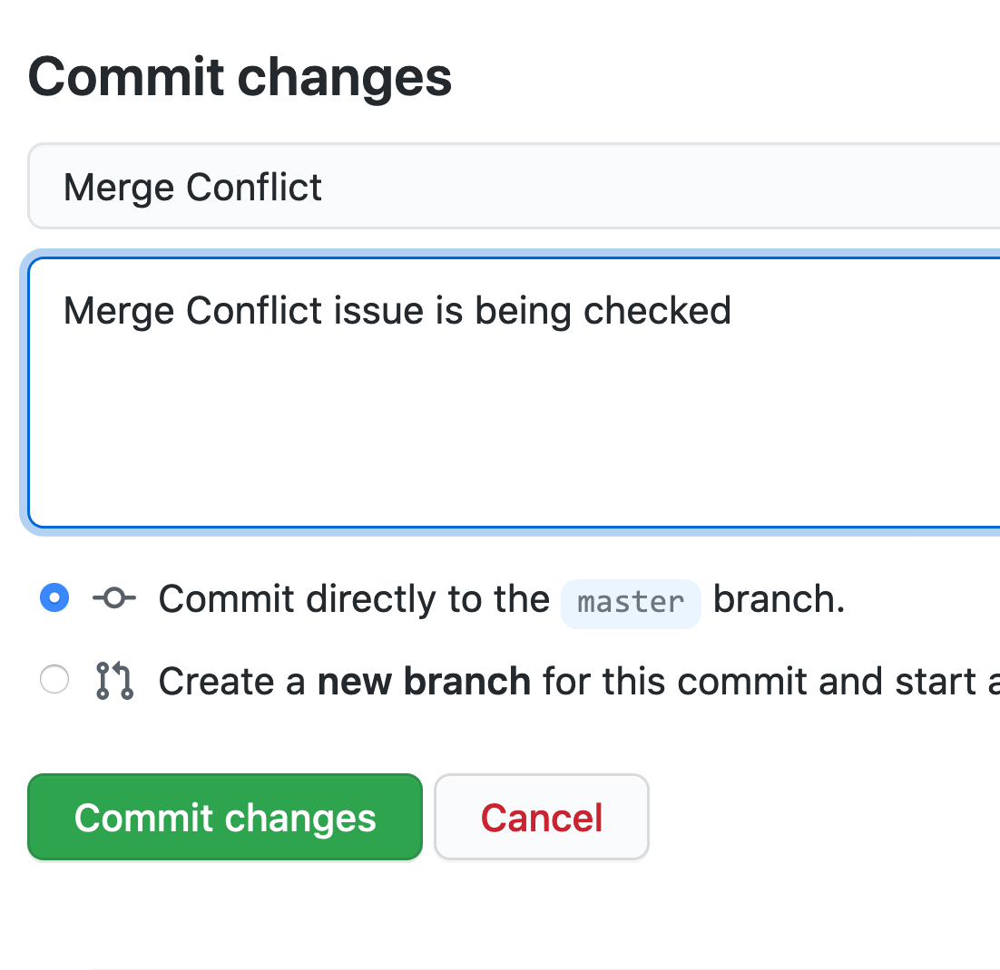 Commit changes
Merge Conflict
Merge Conflict issue is being checked
Commit directly to the master branch.
Create a new branch for this commit and start
Commit changes
Cancel